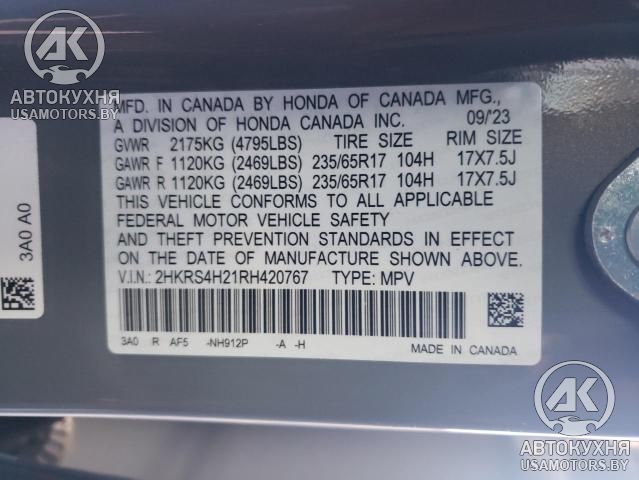 АК
АВТОКУХНЯ
USAMOTORS.BY
3A0 A0
MFD. IN CANADA BY HONDA OF CANADA MFG.,
A DIVISION OF HONDA CANADA INC. 09/'23
GVWR 2175KG (4795LBS) TIRE SIZE RIM SIZE
GAWR F 1120KG (2469LBS) 235/65R17 104H 17X7.5J
GAWR R 1120KG (2469LBS) 235/65R17 104H 17X7.5J
THIS VEHICLE CONFORMS TO ALL APPLICABLE
FEDERAL MOTOR VEHICLE SAFETY
AND THEFT PREVENTION STANDARDS IN EFFECT
ON THE DATE OF MANUFACTURE SHOWN ABOVE.
V.I.N.: 2HKRS4H21RH420767 TYPE: MPV
3A0 R AF5 -NH912P -A -H
MADE IN CANADA
АК
АВТОКУХНЯ
USAMOTORS.BY